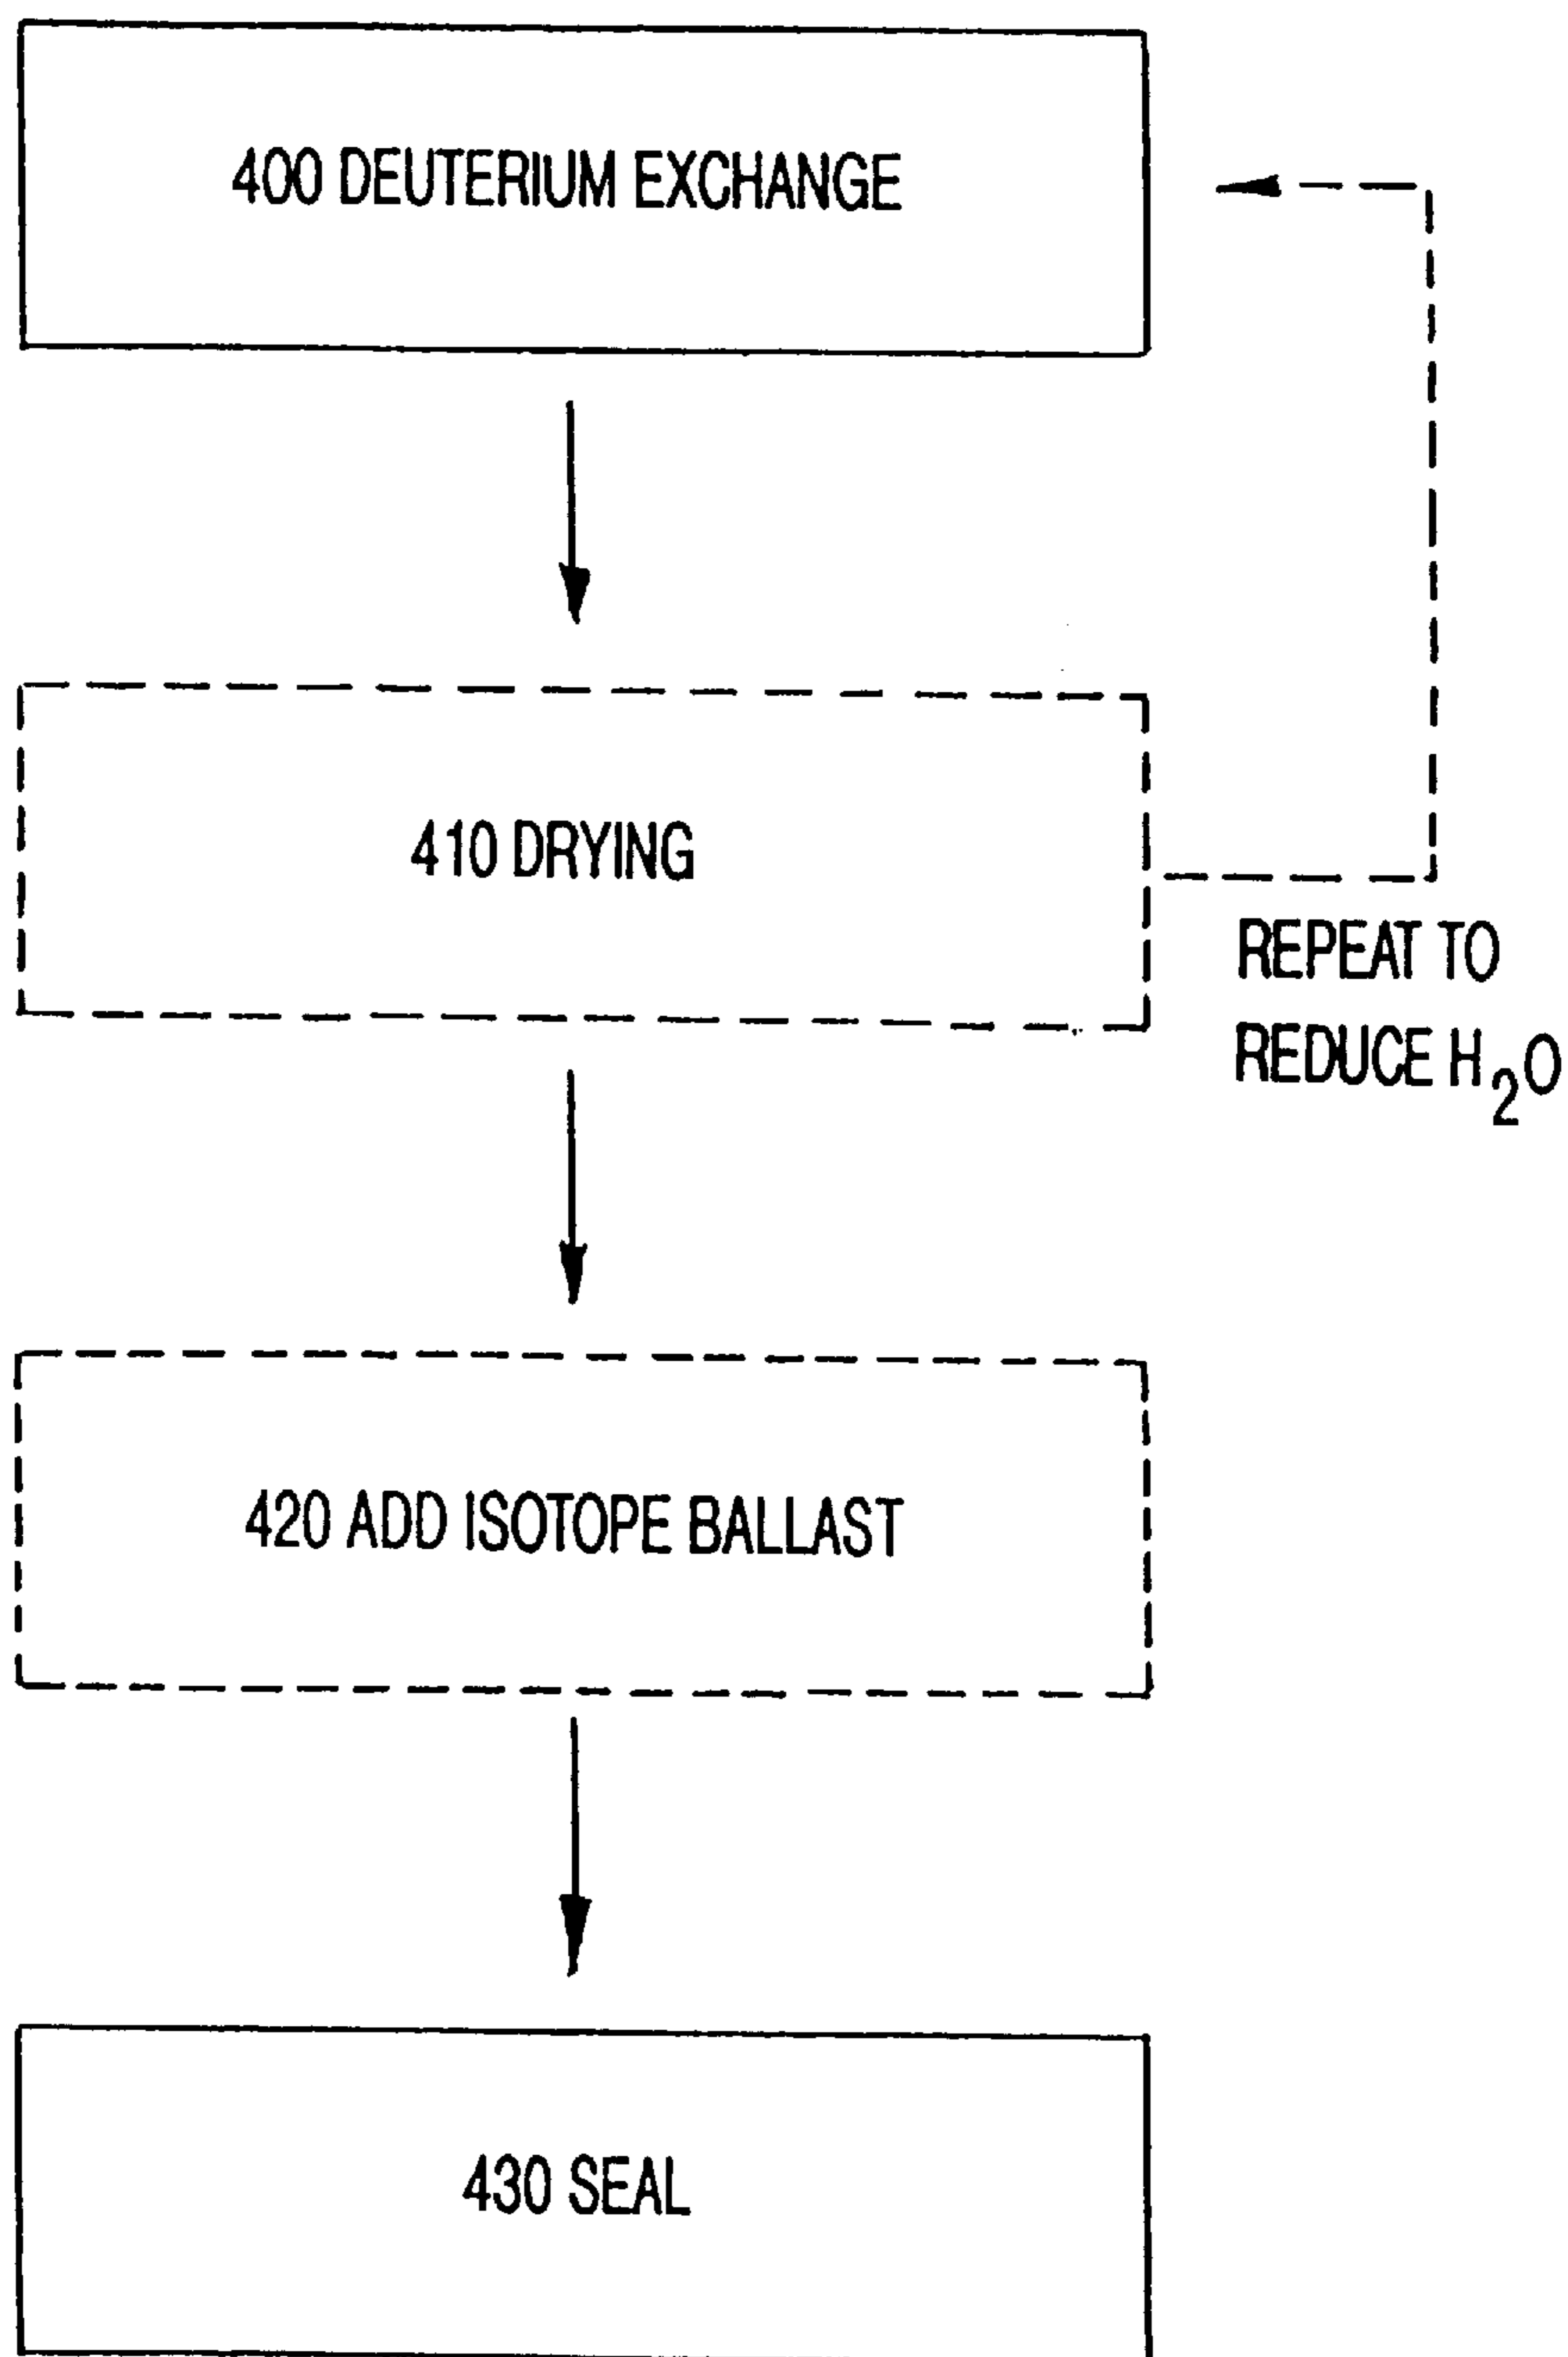 400 DEUTERIUM EXCHANGE
410 DRYING
REPEAT TO
REDUCE H₂O
420 ADD ISOTOPE BALLAST
430 SEAL